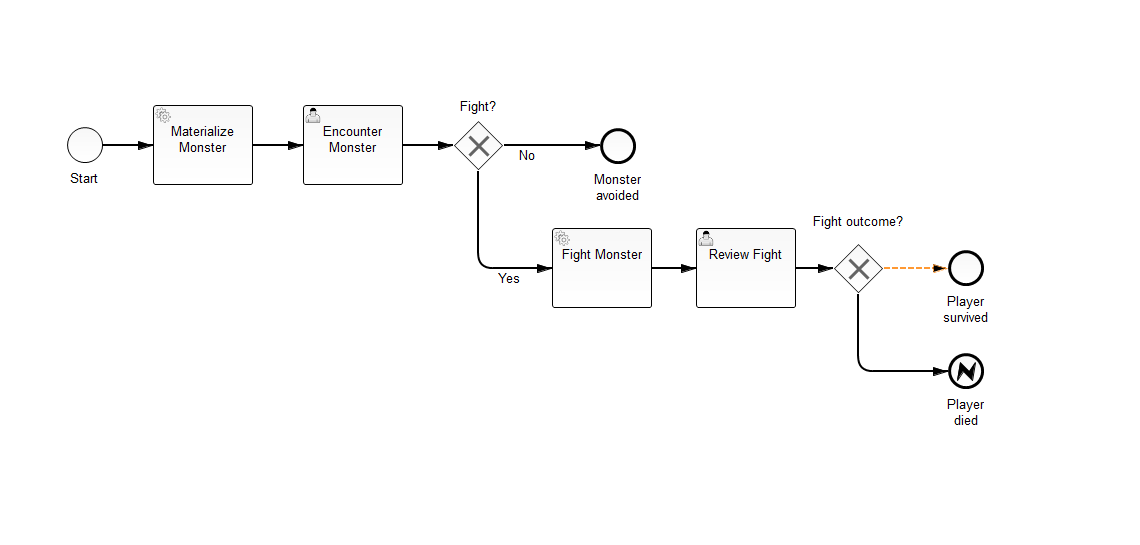 Fight?
Materialize
Monster
Encounter
Monster
No
Start
Monster
avoided
Fight outcome?
Fight Monster
Review Fight
Yes
Player
survived
Player
died